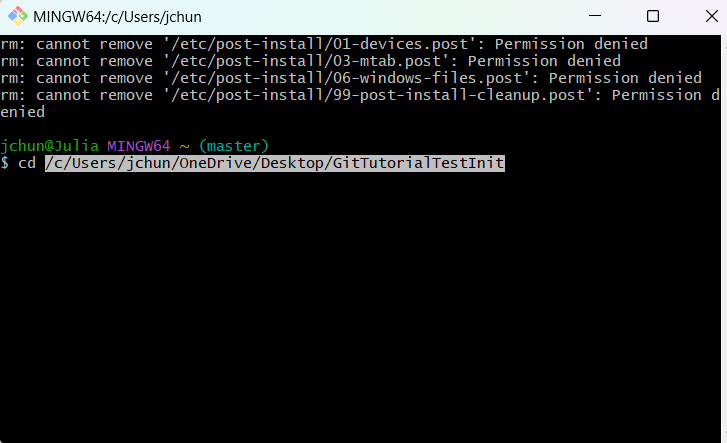 MINGW64:/c/Users/jchun
rm: cannot remove '/etc/post-install/01-devices.post': Permission denied
rm: cannot remove '/etc/post-install/03-mtab.post': Permission denied
rm: cannot remove '/etc/post-install/06-windows-files.post': Permission denied
rm: cannot remove '/etc/post-install/99-post-install-cleanup.post': Permission d
enied
jchun@Julia MINGW64 ~ (master)
$ cd /c/Users/jchun/OneDrive/Desktop/GitTutorialTestInit